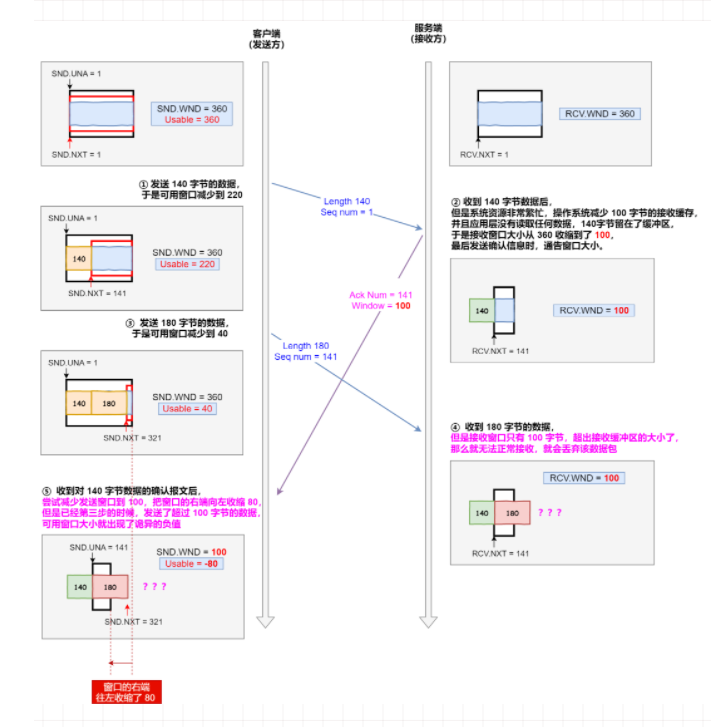 客户端
(发送方)
服务端
(接收方)
SND.UNA = 1
SND.WND = 360
Usable = 360
SND.NXT = 1
RCV.WND = 360
RCV.NXT = 1
① 发送 140 字节的数据，
于是可用窗口减少到 220
Length 140
Seq num = 1
② 收到 140 字节数据后，
但是系统资源非常繁忙，操作系统减少 100 字节的接收缓存，
并且应用层没有读取任何数据，140字节留在了缓冲区，
于是接收窗口大小从 360 收缩到了 100，
最后发送确认信息时，通告窗口大小。
SND.UNA = 1
140
SND.WND = 360
Usable = 220
SND.NXT = 141
Ack Num = 141
Window = 100
140
RCV.WND = 100
RCV.NXT = 141
③ 发送 180 字节的数据，
于是可用窗口减少到 40
Length 180
Seq num = 141
SND.UNA = 1
140
180
SND.WND = 360
Usable = 40
SND.NXT = 321
④ 收到 180 字节的数据，
但是接收窗口只有 100 字节，超出接收缓冲区的大小了，
那么就无法正常接收，就会丢弃该数据包
RCV.WND = 100
140
180
? ? ?
RCV.NXT = 141
⑤ 收到对 140 字节数据的确认报文后，
尝试减少发送窗口到 100，把窗口的右端向左收缩 80，
但是已经第三步的时候，发送了超过 100 字节的数据，
可用窗口大小就出现了诡异的负值
SND.UNA = 141
SND.WND = 100
Usable = -80
140
180
? ? ?
SND.NXT = 321
窗口的右端
往左收缩了 80